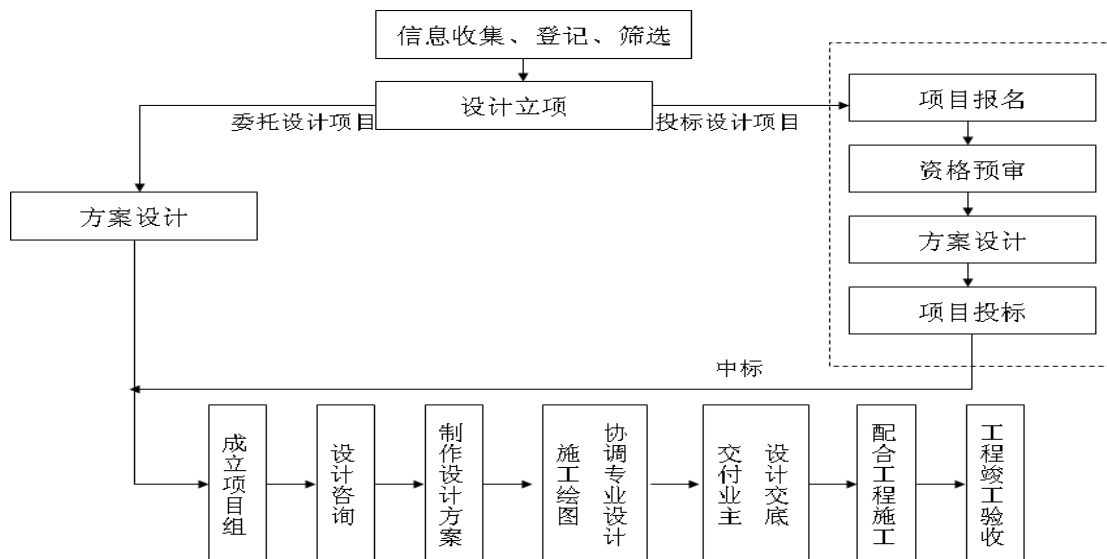 信息收集、登记、筛选
设计立项
委托设计项目
投标设计项目
项目报名
资格预审
方案设计
项目投标
方案设计
中标
成立项目组
设计咨询
制作设计方案
协调专业设计
施工绘图
设计交底
交付业主
配合工程施工
工程竣工验收